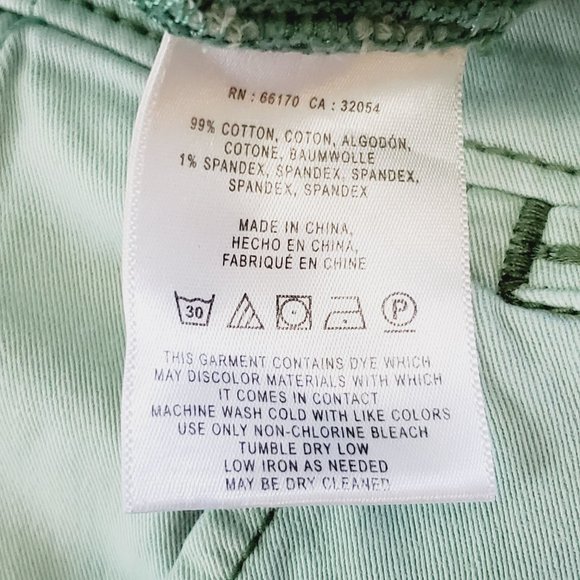 RN : 66170 CA : 32054
99% COTTON, COTON, ALGODÓN,
COTONE, BAUMWOLLE
1% SPANDEX, SPANDEX, SPANDEX,
SPANDEX, SPANDEX
MADE IN CHINA,
HECHO EN CHINA,
FABRIQUÉ EN CHINE
30 P
THIS GARMENT CONTAINS DYE WHICH
MAY DISCOLOR MATERIALS WITH WHICH
IT COMES IN CONTACT
MACHINE WASH COLD WITH LIKE COLORS
USE ONLY NON-CHLORINE BLEACH
TUMBLE DRY LOW
LOW IRON AS NEEDED
MAY BE DRY CLEANED